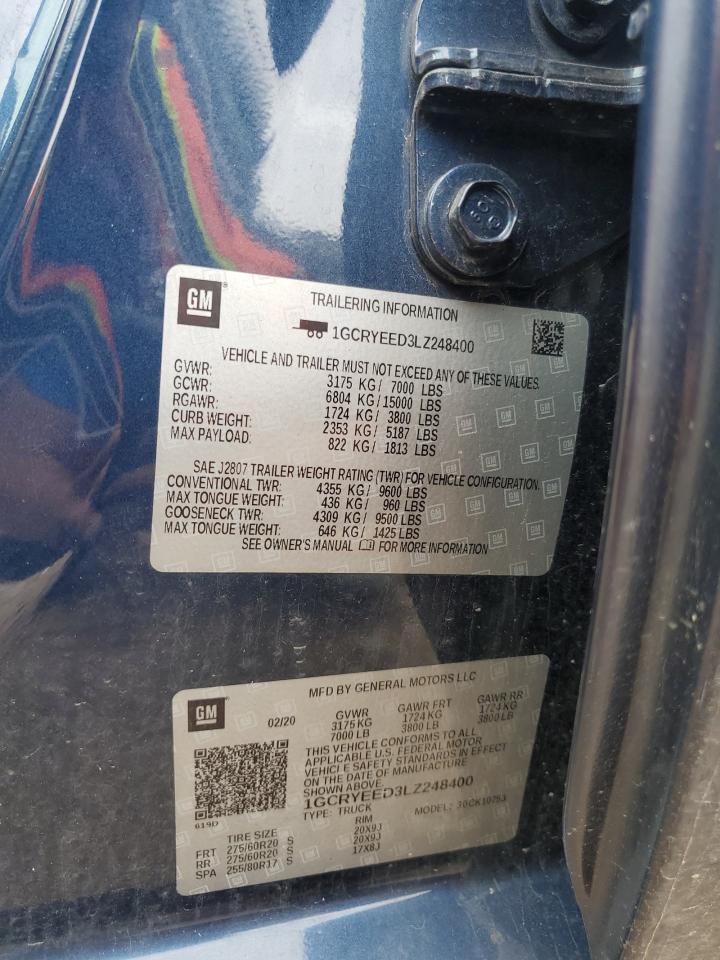 GM
TRAILERING INFORMATION
1GCRYEED3LZ248400
VEHICLE AND TRAILER MUST NOT EXCEED ANY OF THESE VALUES.
GVWR: 3175 KG / 7000 LBS
GCWR: 6804 KG / 15000 LBS
RGAWR: 1724 KG / 3800 LBS
CURB WEIGHT: 2353 KG / 5187 LBS
MAX PAYLOAD: 822 KG / 1813 LBS
SAE J2807 TRAILER WEIGHT RATING (TWR) FOR VEHICLE CONFIGURATION.
CONVENTIONAL TWR: 4355 KG / 9600 LBS
MAX TONGUE WEIGHT: 436 KG / 960 LBS
GOOSENECK TWR: 4309 KG / 9500 LBS
MAX TONGUE WEIGHT: 646 KG / 1425 LBS
SEE OWNER'S MANUAL FOR MORE INFORMATION
GM
MFD BY GENERAL MOTORS LLC
02/20 GVWR GAWR FRT GAWR RR
3175 KG 1724 KG 1724 KG
7000 LB 3800 LB 3800 LB
THIS VEHICLE CONFORMS TO ALL
APPLICABLE U.S. FEDERAL MOTOR
VEHICLE SAFETY STANDARDS IN EFFECT
ON THE DATE OF MANUFACTURE
SHOWN ABOVE.
1GCRYEED3LZ248400
TYPE: TRUCK MODEL:
619D
TIRE SIZE RIM
FRT 275/60R20 S 20X9J
RR 275/60R20 S 20X9J
SPA 255/80R17 S 17X8J